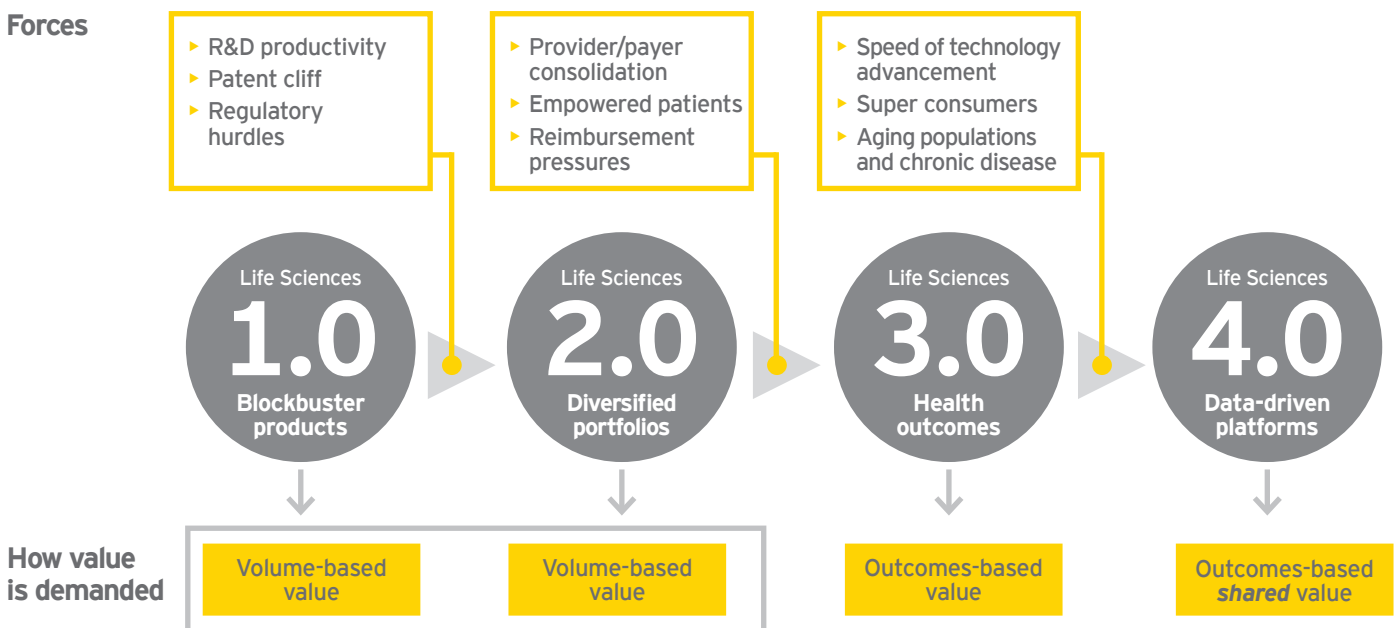 Forces
R&D productivity
Patent cliff
Regulatory
hurdles
Provider/payer
consolidation
Empowered patients
Reimbursement
pressures
Speed of technology
advancement
Super consumers
Aging populations
and chronic disease
Life Sciences
1.0
Blockbuster
products
Life Sciences
2.0
Diversified
portfolios
Life Sciences
3.0
Health
outcomes
Life Sciences
4.0
Data-driven
platforms
How value
is demanded
Volume-based
value
Volume-based
value
Outcomes-based
value
Outcomes-based
shared value